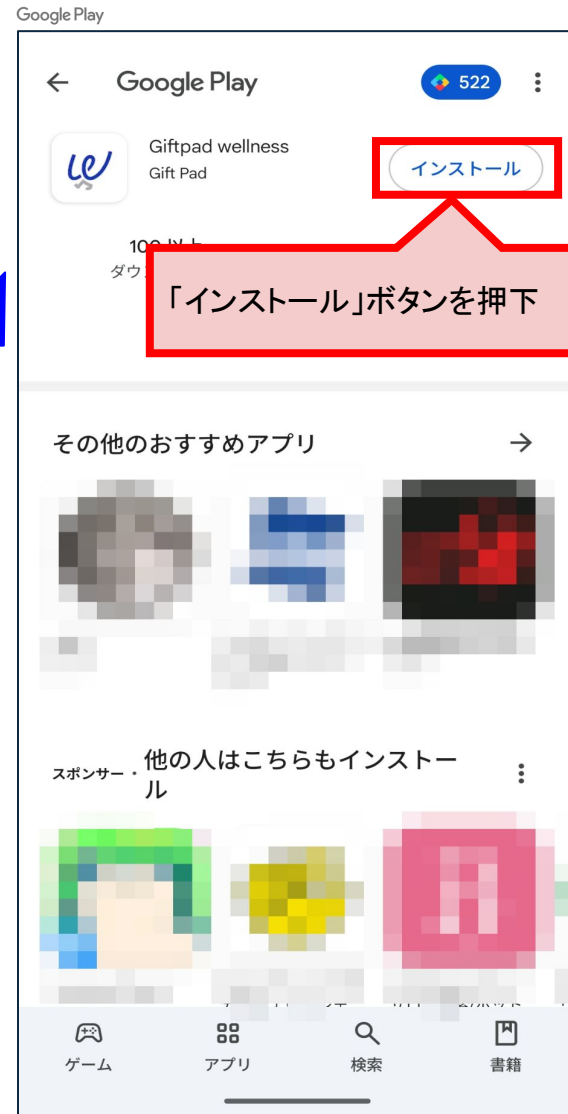 Google Play
Google Play
522
Giftpad wellness
Gift Pad
インストール
「インストール」ボタンを押下
その他のおすすめアプリ
スポンサー・他の人はこちらもインストー
ル
ゲーム
アプリ
検索
書籍